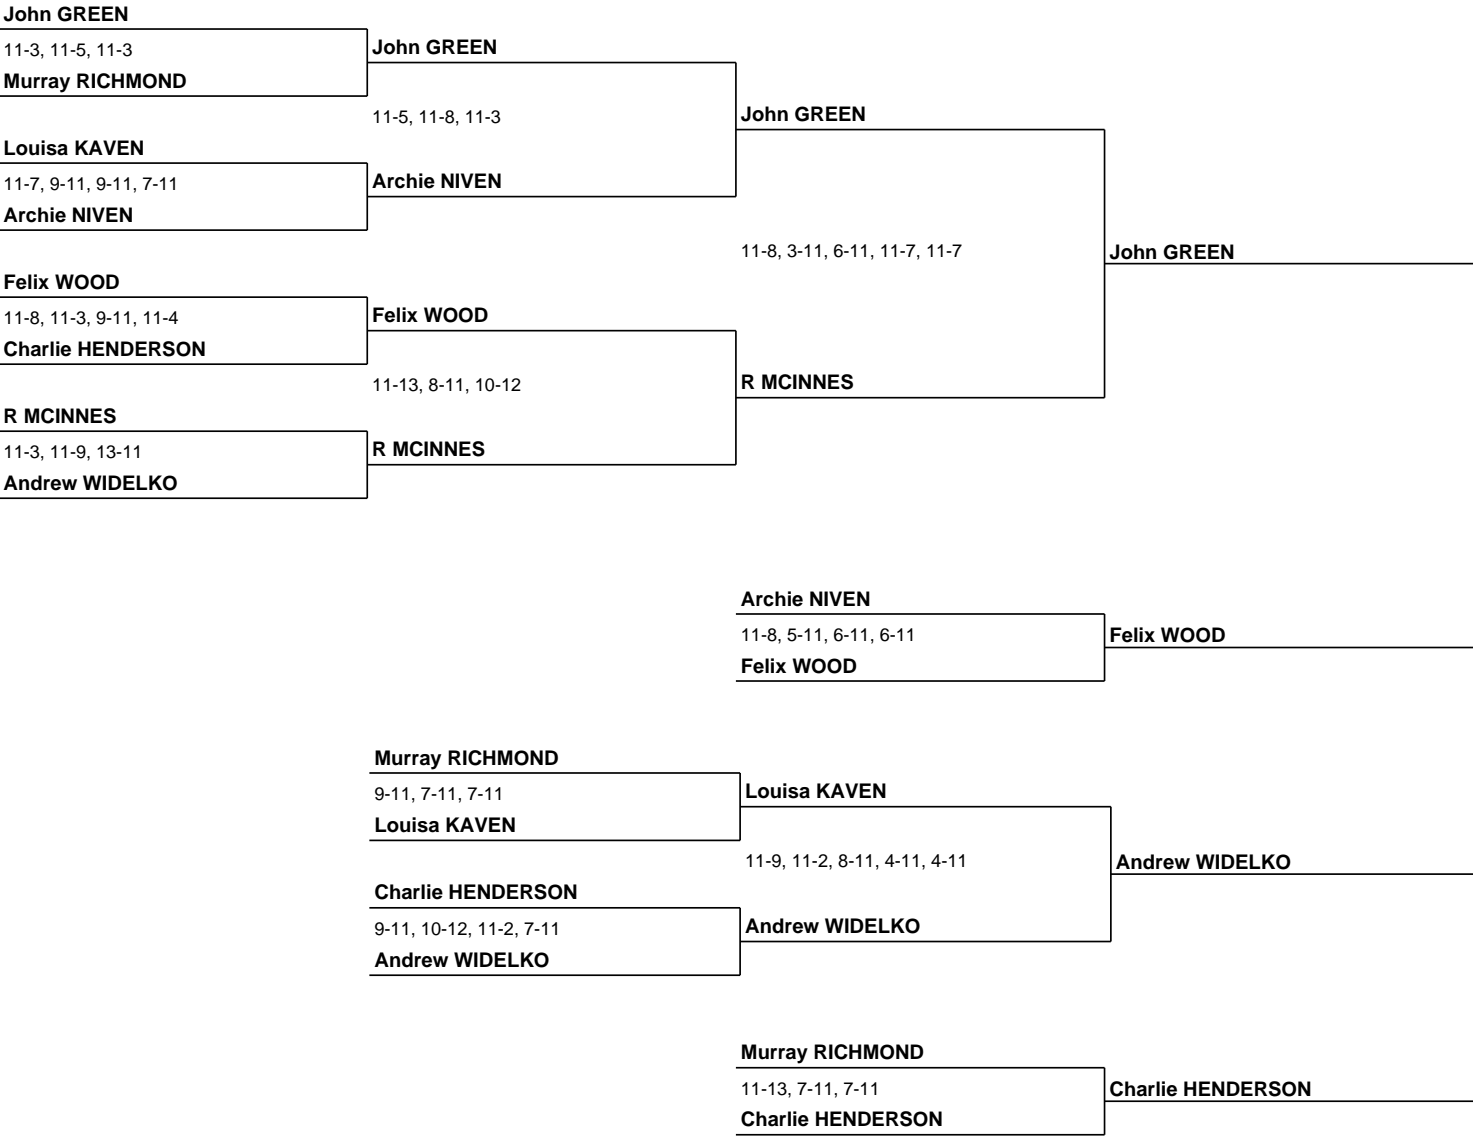 John GREEN
11-3, 11-5, 11-3
John GREEN
Murray RICHMOND
11-5, 11-8, 11-3
John GREEN
Louisa KAVEN
11-7, 9-11, 9-11, 7-11
Archie NIVEN
Archie NIVEN
11-8, 3-11, 6-11, 11-7, 11-7
John GREEN
Felix WOOD
11-8, 11-3, 9-11, 11-4
Felix WOOD
Charlie HENDERSON
11-13, 8-11, 10-12
R MCINNES
R MCINNES
11-3, 11-9, 13-11
R MCINNES
Andrew WIDELKO
Archie NIVEN
11-8, 5-11, 6-11, 6-11
Felix WOOD
Felix WOOD
Murray RICHMOND
9-11, 7-11, 7-11
Louisa KAVEN
Louisa KAVEN
11-9, 11-2, 8-11, 4-11, 4-11
Andrew WIDELKO
Charlie HENDERSON
9-11, 10-12, 11-2, 7-11
Andrew WIDELKO
Andrew WIDELKO
Murray RICHMOND
11-13, 7-11, 7-11
Charlie HENDERSON
Charlie HENDERSON